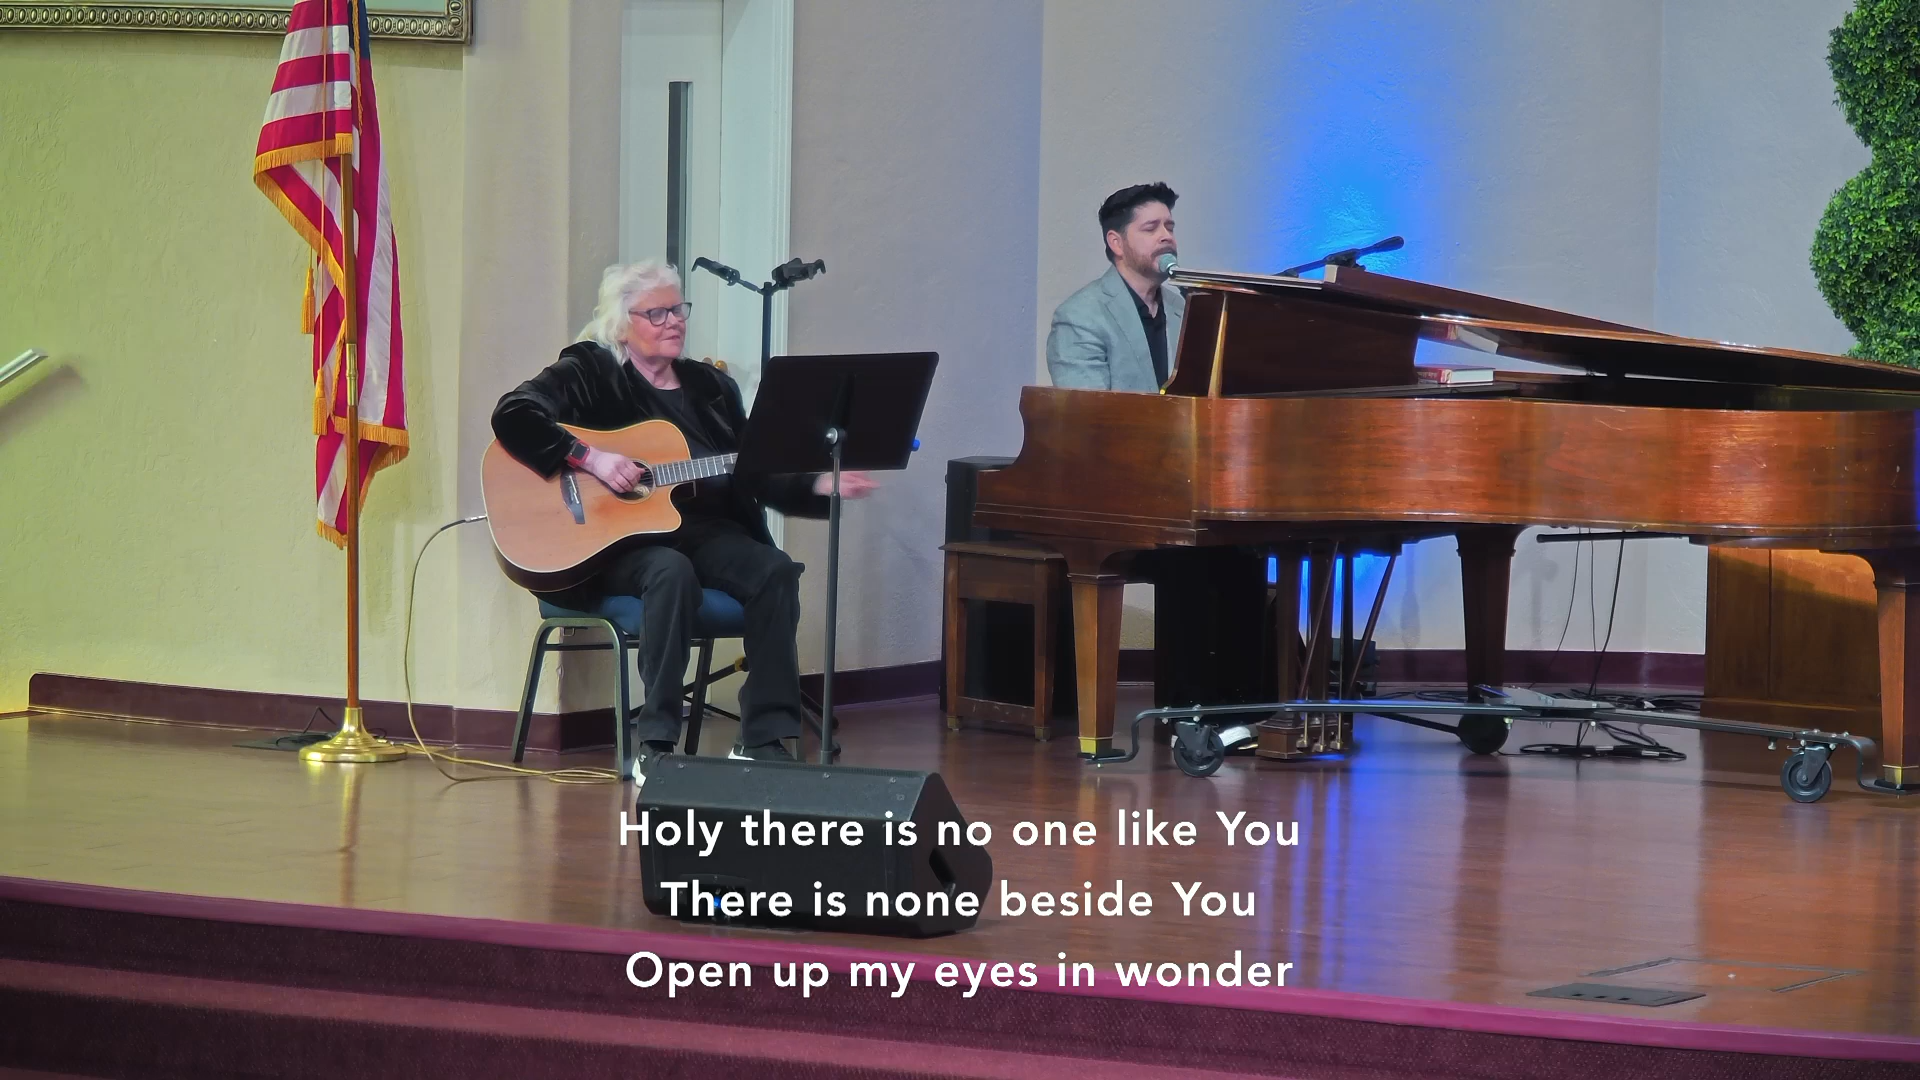 Holy there is no one like You
There is none beside You
Open up my eyes in wonder